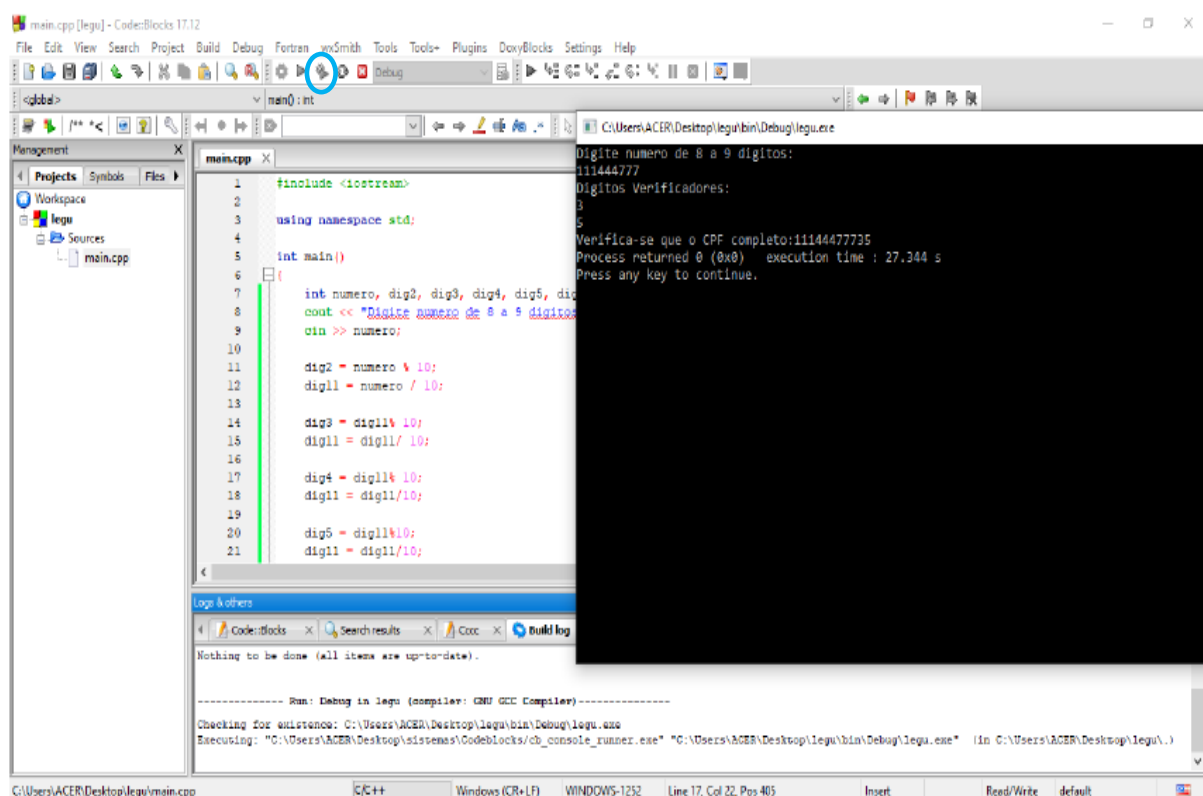 main.cpp [legu] - Code::Blocks 17.12
File Edit View Search Project Build Debug Fortran wxSmith Tools Tools+ Plugins DoxyBlocks Settings Help
Debug
<global>
main() : int
C:\Users\ACER\Desktop\legu\bin\Debug\legu.exe
Management X
Projects Symbols Files
Workspace
legu
Sources
main.cpp
main.cpp
1 #include <iostream>
2
3 using namespace std;
4
5 int main()
6 {
7 int numero, dig2, dig3, dig4, dig5, dig
8 cout << "Digite numero de 8 a 9 digitos
9 cin >> numero;
10
11 dig2 = numero % 10;
12 dig11 = numero / 10;
13
14 dig3 = dig11% 10;
15 dig11 = dig11/ 10;
16
17 dig4 = dig11% 10;
18 dig11 = dig11/10;
19
20 dig5 = dig11%10;
21 dig11 = dig11/10;
Digite numero de 8 a 9 digitos:
111444777
Digitos Verificadores:
3
5
Verifica-se que o CPF completo:11144477735
Process returned 0 (0x0) execution time : 27.344 s
Press any key to continue.
Logs & others
Code::Blocks Search results Cccc Build log
Nothing to be done (all items are up-to-date).
-------------- Run: Debug in legu (compiler: GNU GCC Compiler)---------------
Checking for existence: C:\Users\ACER\Desktop\legu\bin\Debug\legu.exe
Executing: "C:\Users\ACER\Desktop\sistemas\Codeblocks/cb_console_runner.exe" "C:\Users\ACER\Desktop\legu\bin\Debug\legu.exe" (in C:\Users\ACER\Desktop\legu\.)
C:\Users\ACER\Desktop\legu\main.cpp C/C++ Windows (CR+LF) WINDOWS-1252 Line 17, Col 22, Pos 405 Insert Read/Write default